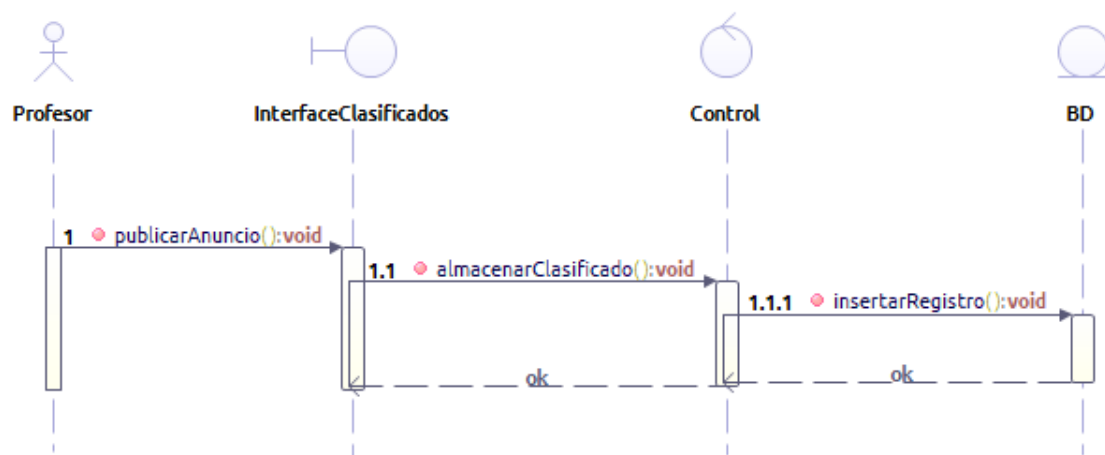 Profesor
InterfaceClasificados
Control
BD
1 publicarAnuncio():void
1.1 almacenarClasificado():void
1.1.1 insertarRegistro():void
ok
ok